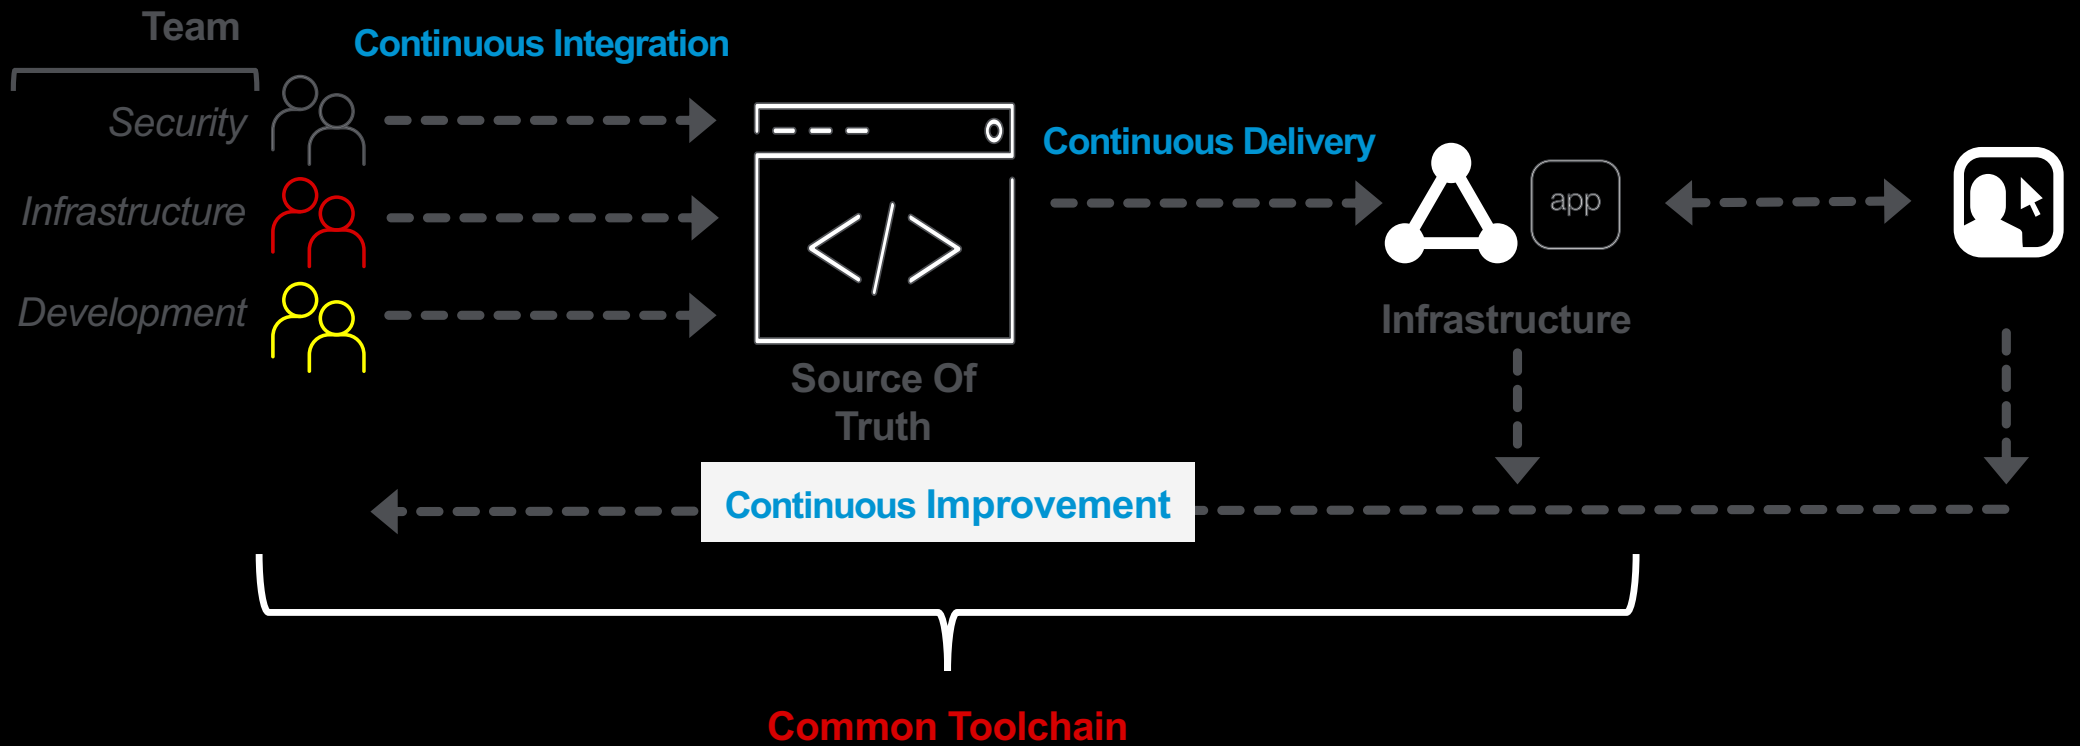 Team
Continuous Integration
Security
Infrastructure
Development
</>
Source Of
Truth
Continuous Delivery
app
Infrastructure
Continuous Improvement
Common Toolchain